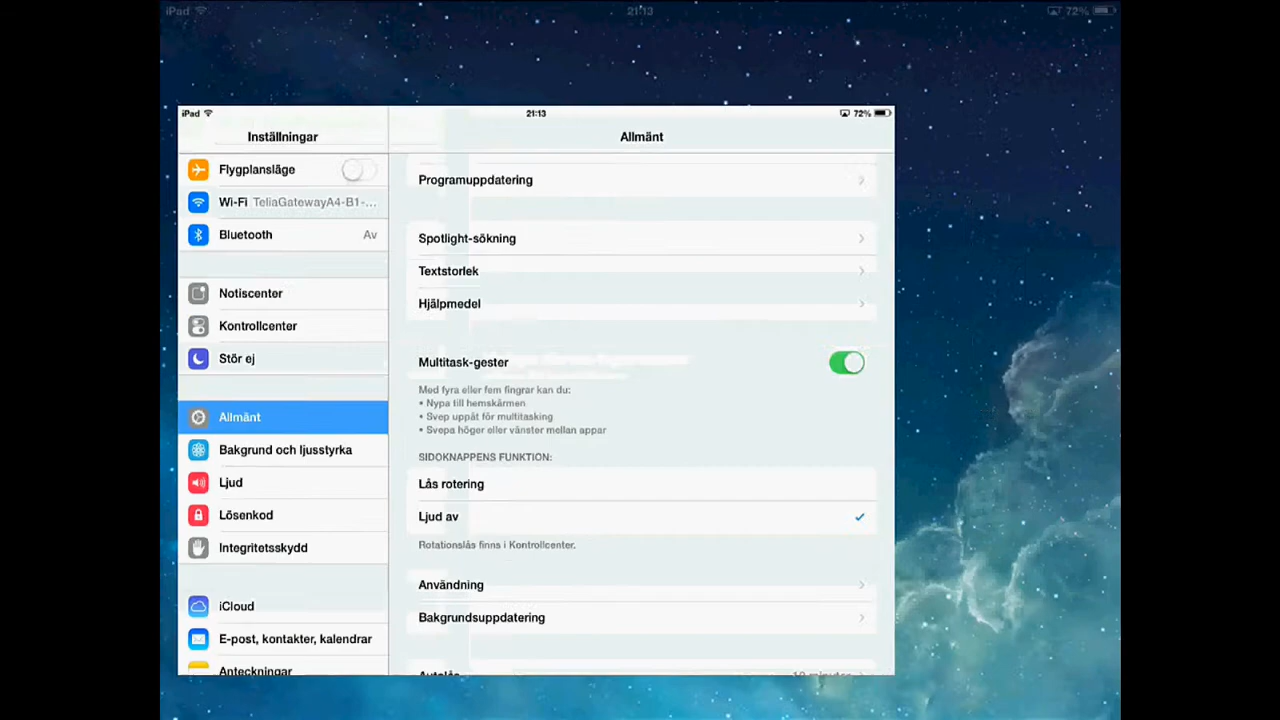 iPad 21:13 72%
iPad 21:13 72%
Inställningar
Flygplansläge
Wi-Fi TeliaGatewayA4-B1-...
Bluetooth Av
Notiscenter
Kontrollcenter
Stör ej
Allmänt
Bakgrund och ljusstyrka
Ljud
Lösenkod
Integritetsskydd
iCloud
E-post, kontakter, kalendrar
Anteckningar
Allmänt
Programuppdatering
Spotlight-sökning
Textstorlek
Hjälpmedel
Multitask-gester
Med fyra eller fem fingrar kan du:
• Nypa till hemskärmen
• Svep uppåt för multitasking
• Svepa höger eller vänster mellan appar
SIDOKNAPPENS FUNKTION:
Lås rotering
Ljud av
Rotationslås finns i Kontrollcenter.
Användning
Bakgrundsuppdatering
Autolås 10 minuter